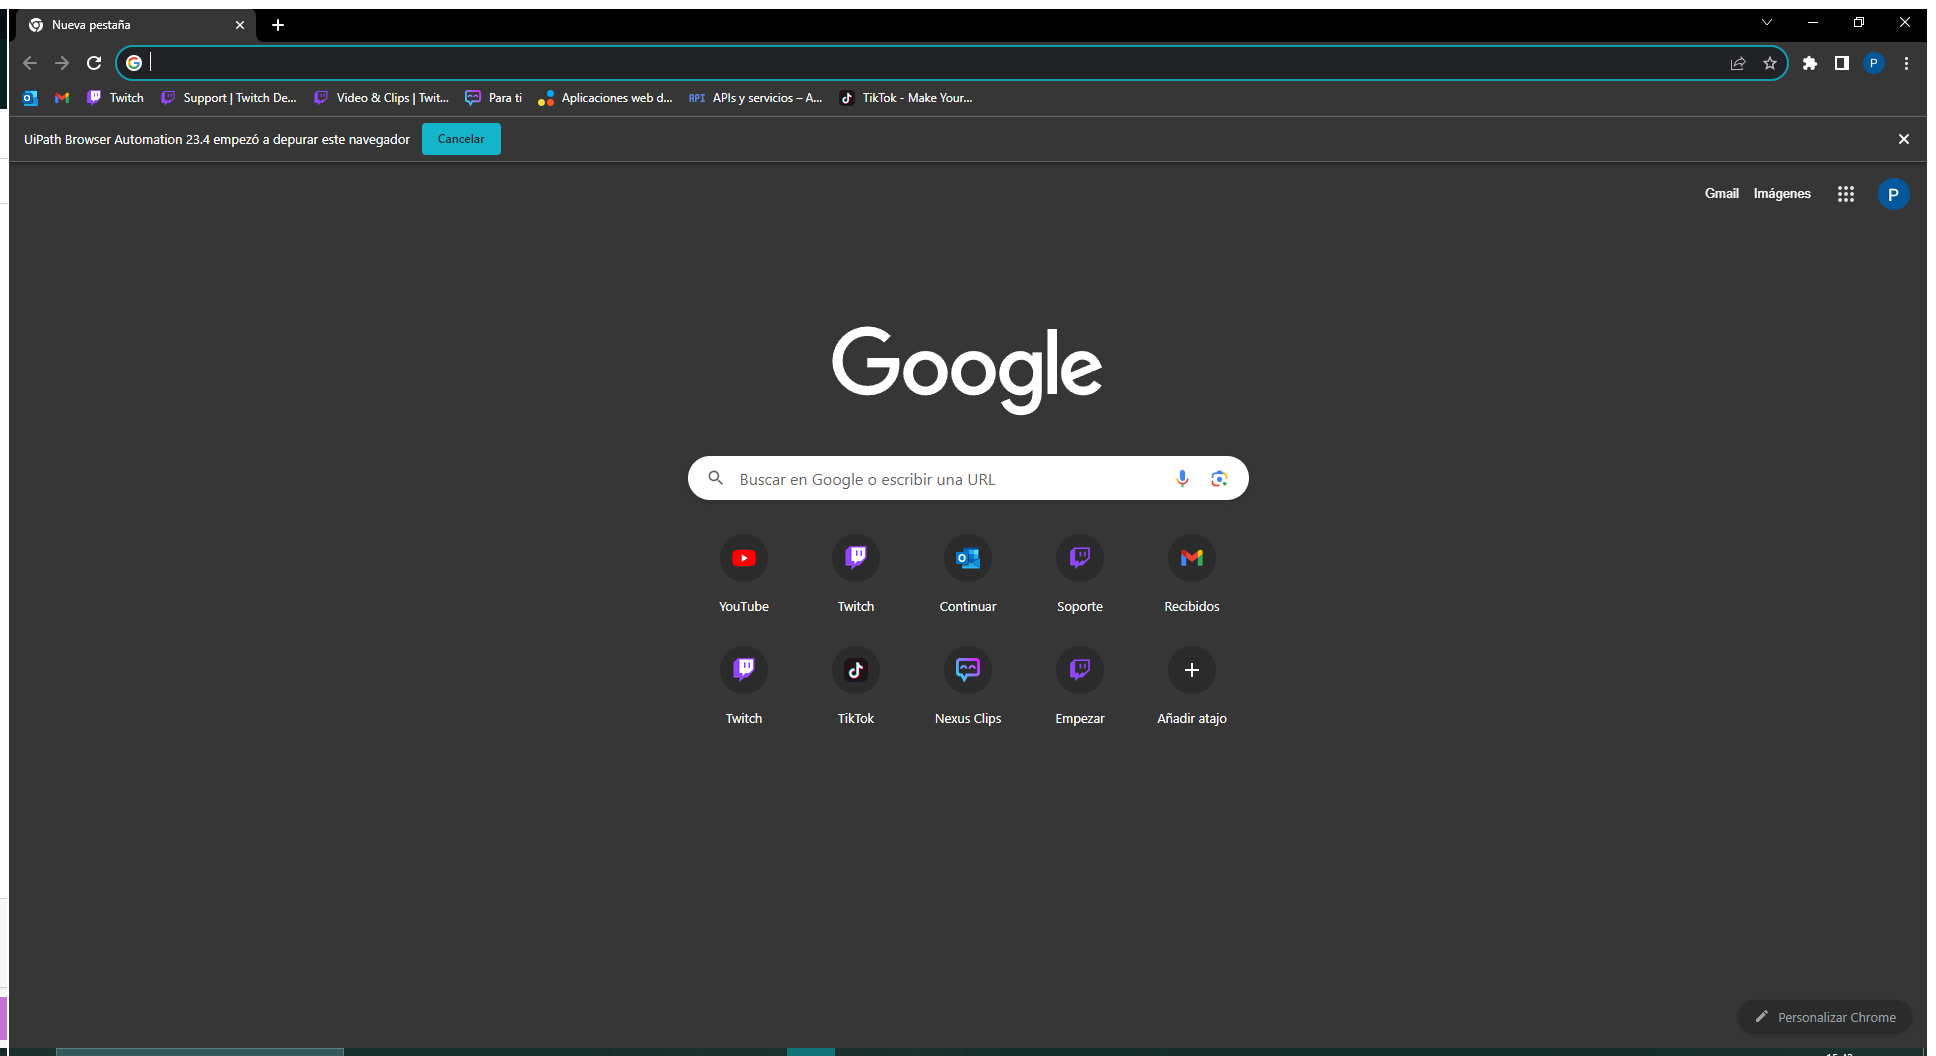 Nueva pestaña
Twitch
Support | Twitch De...
Video & Clips | Twit...
Para ti
Aplicaciones web d...
API
APIs y servicios – A...
TikTok - Make Your...
P
UiPath Browser Automation 23.4 empezó a depurar este navegador
Cancelar
Gmail
Imágenes
P
Google
Buscar en Google o escribir una URL
YouTube
Twitch
Continuar
Soporte
Recibidos
Twitch
TikTok
Nexus Clips
Empezar
Añadir atajo
Personalizar Chrome